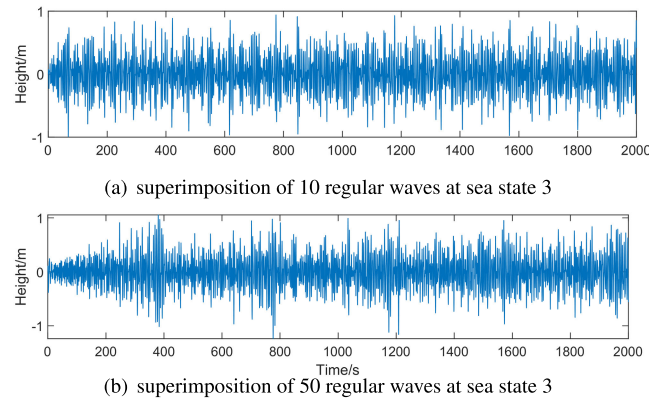 1
0
-1
Height/m
0 200 400 600 800 1000 1200 1400 1600 1800 2000
(a) superimposition of 10 regular waves at sea state 3
1
0
-1
Height/m
0 200 400 600 800 1000 1200 1400 1600 1800 2000
Time/s
(b) superimposition of 50 regular waves at sea state 3